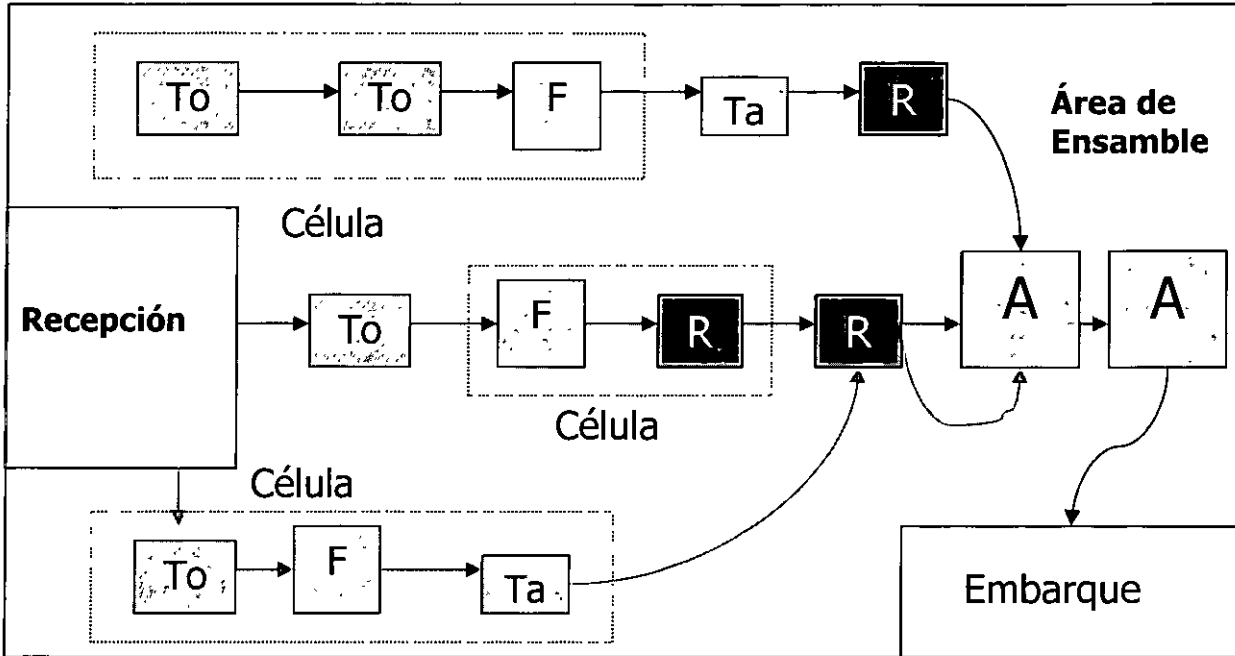 To
To
F
Ta
R
Área de
Ensamble
Célula
Recepción
To
F
R
R
A
A
Célula
Célula
To
F
Ta
Embarque